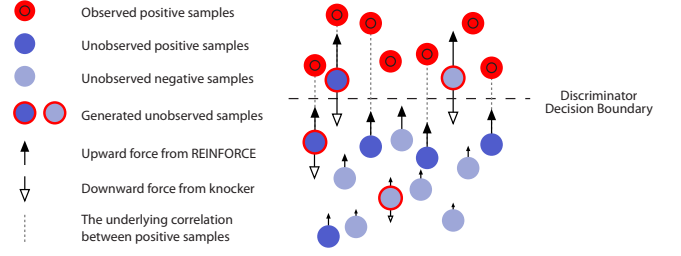 Observed positive samples
Unobserved positive samples
Unobserved negative samples
Generated unobserved samples
Upward force from REINFORCE
Downward force from knocker
The underlying correlation
between positive samples
Discriminator
Decision Boundary